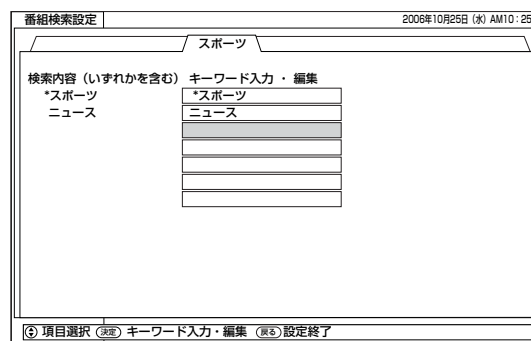 番組検索設定 2006年10月25日（水）AM10：25
スポーツ
検索内容（いずれかを含む） キーワード入力 ・ 編集
*スポーツ *スポーツ
ニュース ニュース
項目選択 決定 キーワード入力・編集 戻る 設定終了